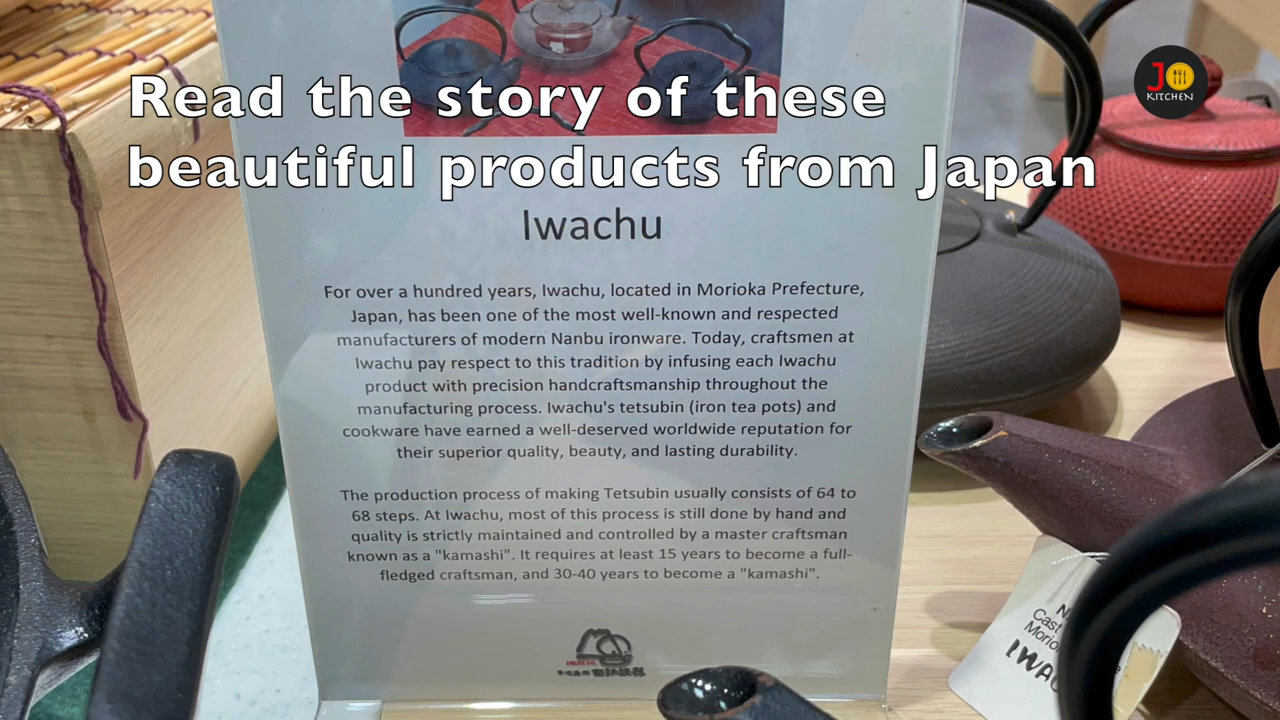 Read the story of these
beautiful products from Japan
JO
KITCHEN
Iwachu
For over a hundred years, Iwachu, located in Morioka Prefecture,
Japan, has been one of the most well-known and respected
manufacturers of modern Nanbu ironware. Today, craftsmen at
Iwachu pay respect to this tradition by infusing each Iwachu
product with precision handcraftsmanship throughout the
manufacturing process. Iwachu's tetsubin (iron tea pots) and
cookware have earned a well-deserved worldwide reputation for
their superior quality, beauty, and lasting durability.
The production process of making Tetsubin usually consists of 64 to
68 steps. At Iwachu, most of this process is still done by hand and
quality is strictly maintained and controlled by a master craftsman
known as a "kamashi". It requires at least 15 years to become a full-
fledged craftsman, and 30-40 years to become a "kamashi".
Cast